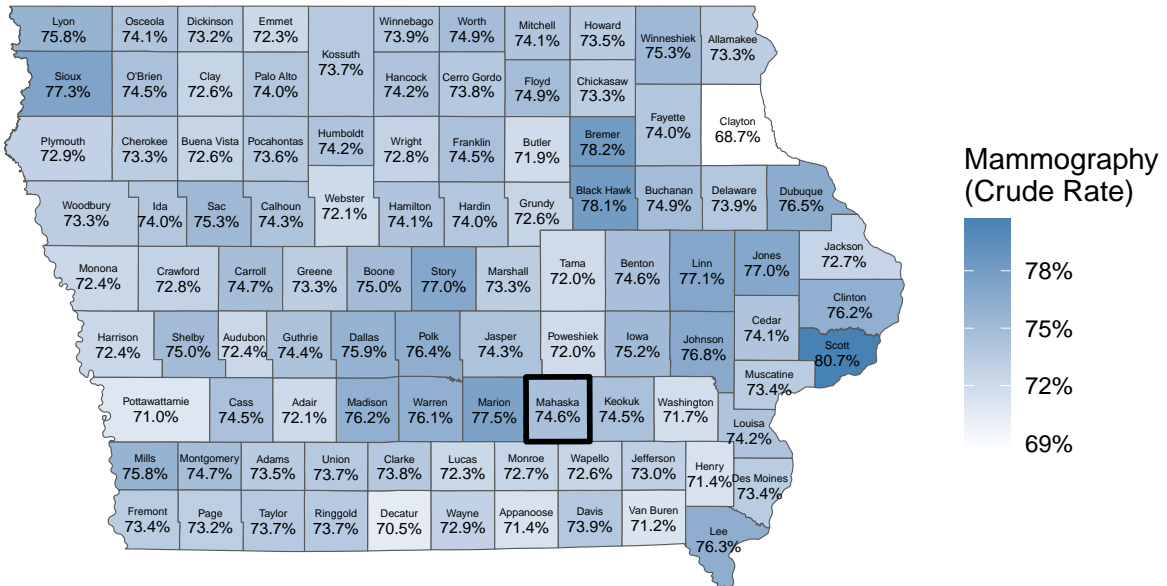 Lyon
75.8%
Osceola
74.1%
Dickinson
73.2%
Emmet
72.3%
Kossuth
73.7%
Winnebago
73.9%
Worth
74.9%
Mitchell
74.1%
Howard
73.5%
Winneshiek
75.3%
Allamakee
73.3%
Sioux
77.3%
O'Brien
74.5%
Clay
72.6%
Palo Alto
74.0%
Hancock
74.2%
Cerro Gordo
73.8%
Floyd
74.9%
Chickasaw
73.3%
Fayette
74.0%
Clayton
68.7%
Plymouth
72.9%
Cherokee
73.3%
Buena Vista
72.6%
Pocahontas
73.6%
Humboldt
74.2%
Wright
72.8%
Franklin
74.5%
Butler
71.9%
Bremer
78.2%
Woodbury
73.3%
Ida
74.0%
Sac
75.3%
Calhoun
74.3%
Webster
72.1%
Hamilton
74.1%
Hardin
74.0%
Grundy
72.6%
Black Hawk
78.1%
Buchanan
74.9%
Delaware
73.9%
Dubuque
76.5%
Monona
72.4%
Crawford
72.8%
Carroll
74.7%
Greene
73.3%
Boone
75.0%
Story
77.0%
Marshall
73.3%
Tama
72.0%
Benton
74.6%
Linn
77.1%
Jones
77.0%
Jackson
72.7%
Clinton
76.2%
Harrison
72.4%
Shelby
75.0%
Audubon
72.4%
Guthrie
74.4%
Dallas
75.9%
Polk
76.4%
Jasper
74.3%
Poweshiek
72.0%
Iowa
75.2%
Johnson
76.8%
Cedar
74.1%
Scott
80.7%
Muscatine
73.4%
Pottawattamie
71.0%
Cass
74.5%
Adair
72.1%
Madison
76.2%
Warren
76.1%
Marion
77.5%
Mahaska
74.6%
Keokuk
74.5%
Washington
71.7%
Louisa
74.2%
Mills
75.8%
Montgomery
74.7%
Adams
73.5%
Union
73.7%
Clarke
73.8%
Lucas
72.3%
Monroe
72.7%
Wapello
72.6%
Jefferson
73.0%
Henry
71.4%
Des Moines
73.4%
Fremont
73.4%
Page
73.2%
Taylor
73.7%
Ringgold
73.7%
Decatur
70.5%
Wayne
72.9%
Appanoose
71.4%
Davis
73.9%
Van Buren
71.2%
Lee
76.3%
Mammography
(Crude Rate)
78%
75%
72%
69%